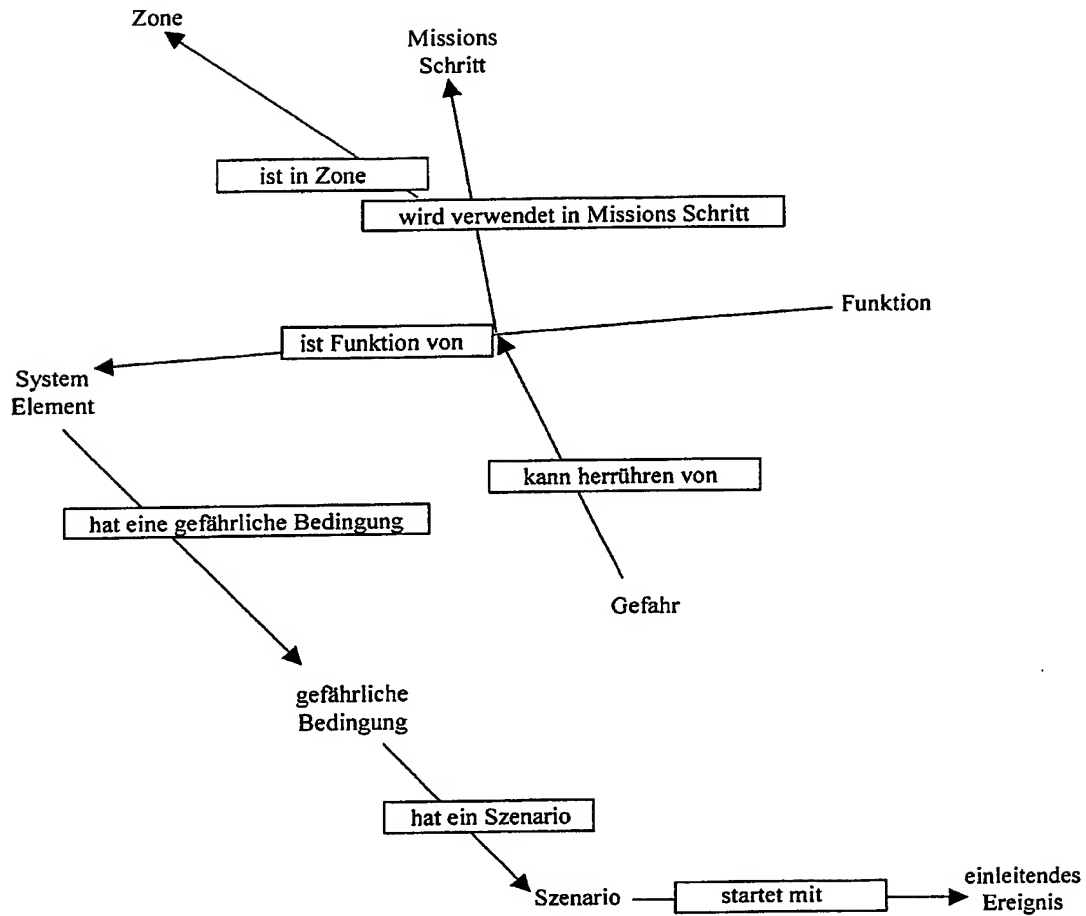 Zone
Missions
Schritt
ist in Zone
wird verwendet in Missions Schritt
Funktion
ist Funktion von
System
Element
kann herrühren von
hat eine gefährliche Bedingung
Gefahr
gefährliche
Bedingung
hat ein Szenario
einleitendes
Ereignis
Szenario
startet mit